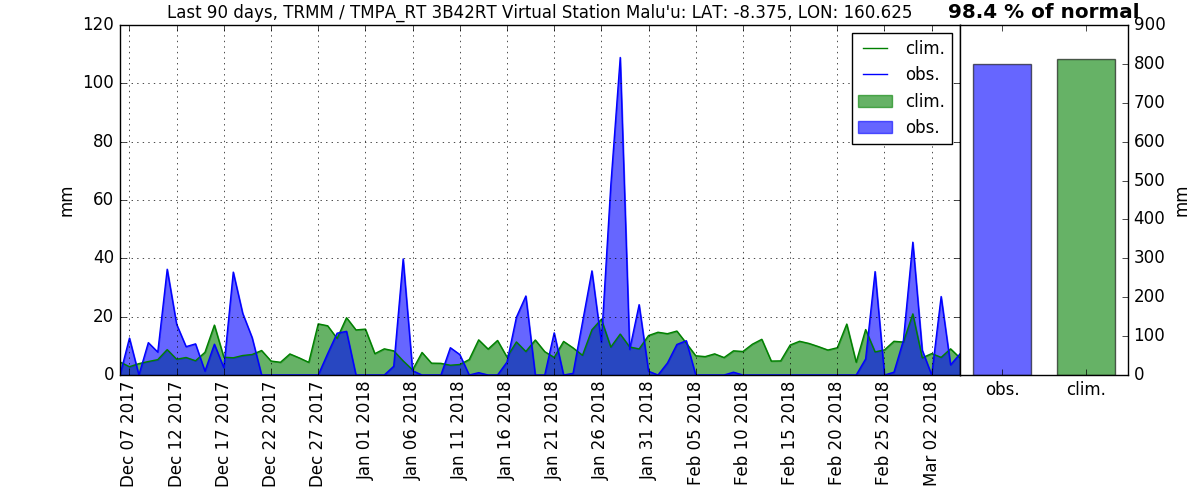 Last 90 days, TRMM / TMPA_RT 3B42RT Virtual Station Malu'u: LAT: -8.375, LON: 160.625
98.4 % of normal
120
100
80
60
40
20
0
mm
clim.
obs.
clim.
obs.
900
800
700
600
500
400
300
200
100
0
mm
Dec 07 2017
Dec 12 2017
Dec 17 2017
Dec 22 2017
Dec 27 2017
Jan 01 2018
Jan 06 2018
Jan 11 2018
Jan 16 2018
Jan 21 2018
Jan 26 2018
Jan 31 2018
Feb 05 2018
Feb 10 2018
Feb 15 2018
Feb 20 2018
Feb 25 2018
Mar 02 2018
obs.
clim.